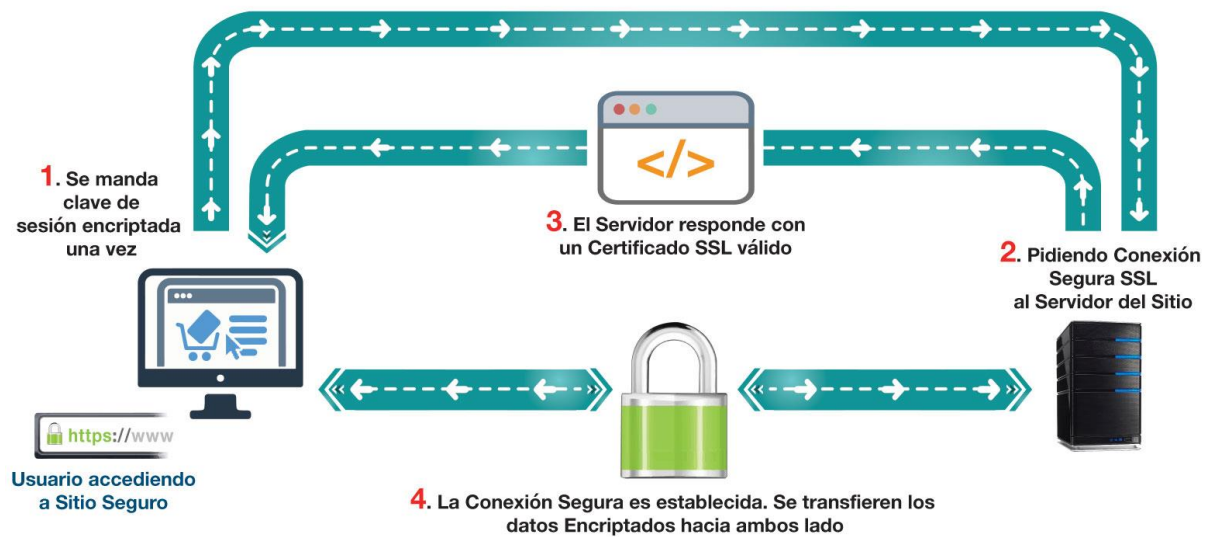 1. Se manda
clave de
sesión encriptada
una vez
</>
3. El Servidor responde con
un Certificado SSL válido
2. Pidiendo Conexión
Segura SSL
al Servidor del Sitio
https://www
Usuario accediendo
a Sitio Seguro
4. La Conexión Segura es establecida. Se transfieren los
datos Encriptados hacia ambos lado